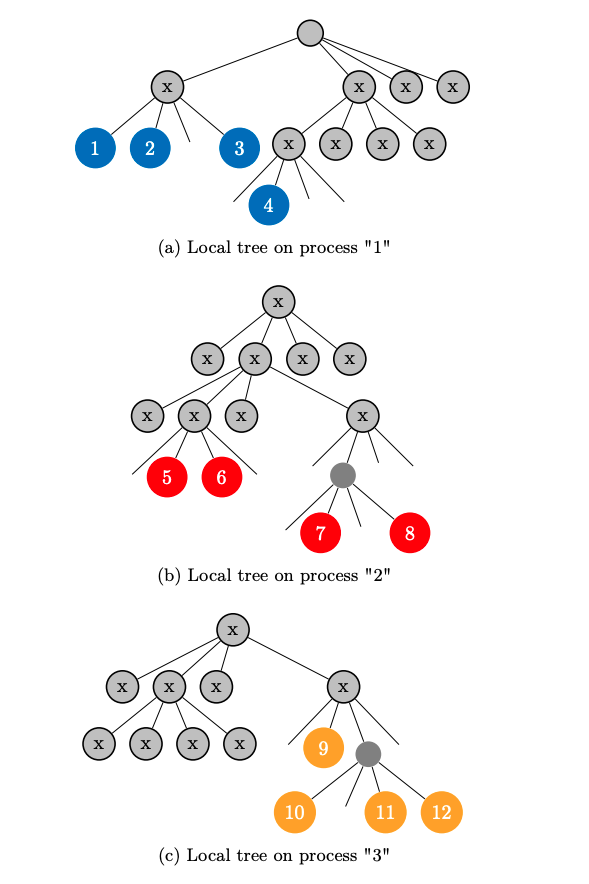 x x x x
1 2 3 x x x x
4
(a) Local tree on process "1"
x
x x x x
x x x x
5 6
7 8
(b) Local tree on process "2"
x
x x x x
x x x x 9
10 11 12
(c) Local tree on process "3"